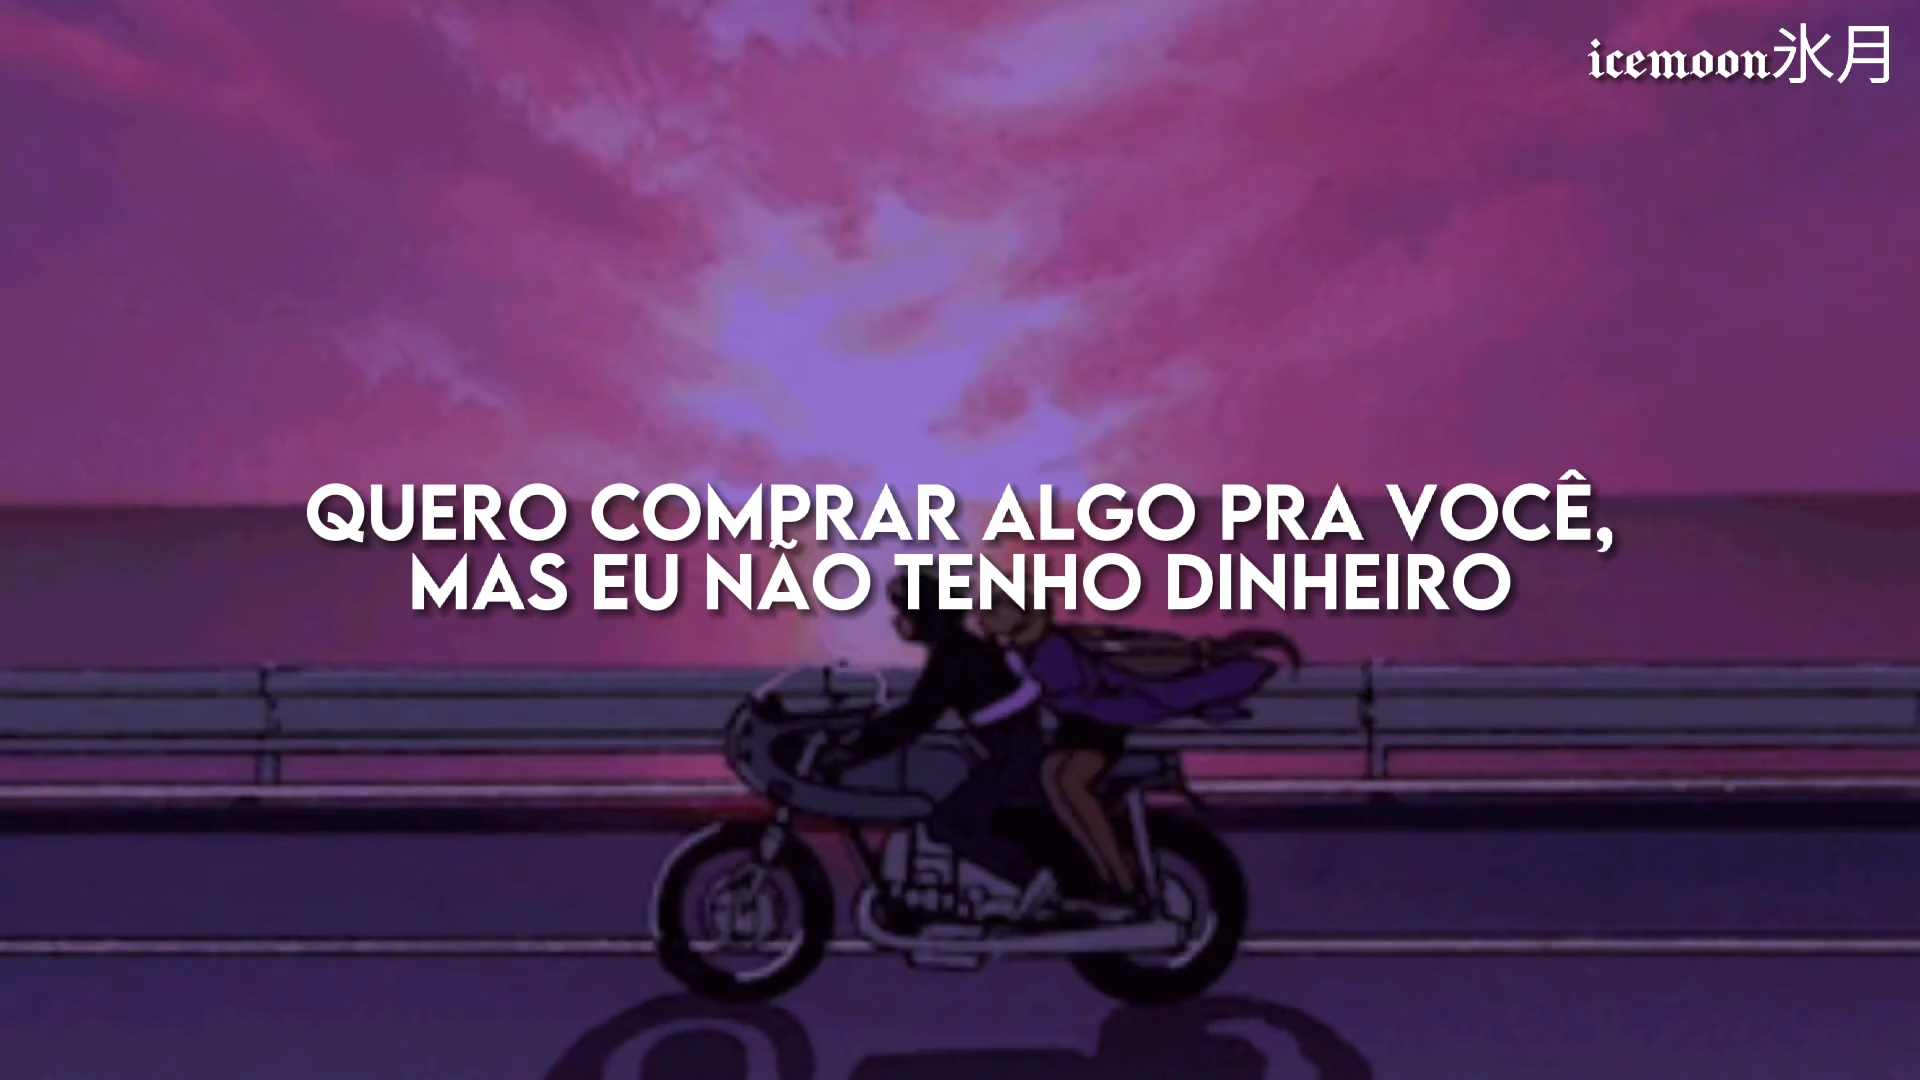 icemoon氷月
QUERO COMPRAR ALGO PRA VOCÊ,
MAS EU NÃO TENHO DINHEIRO